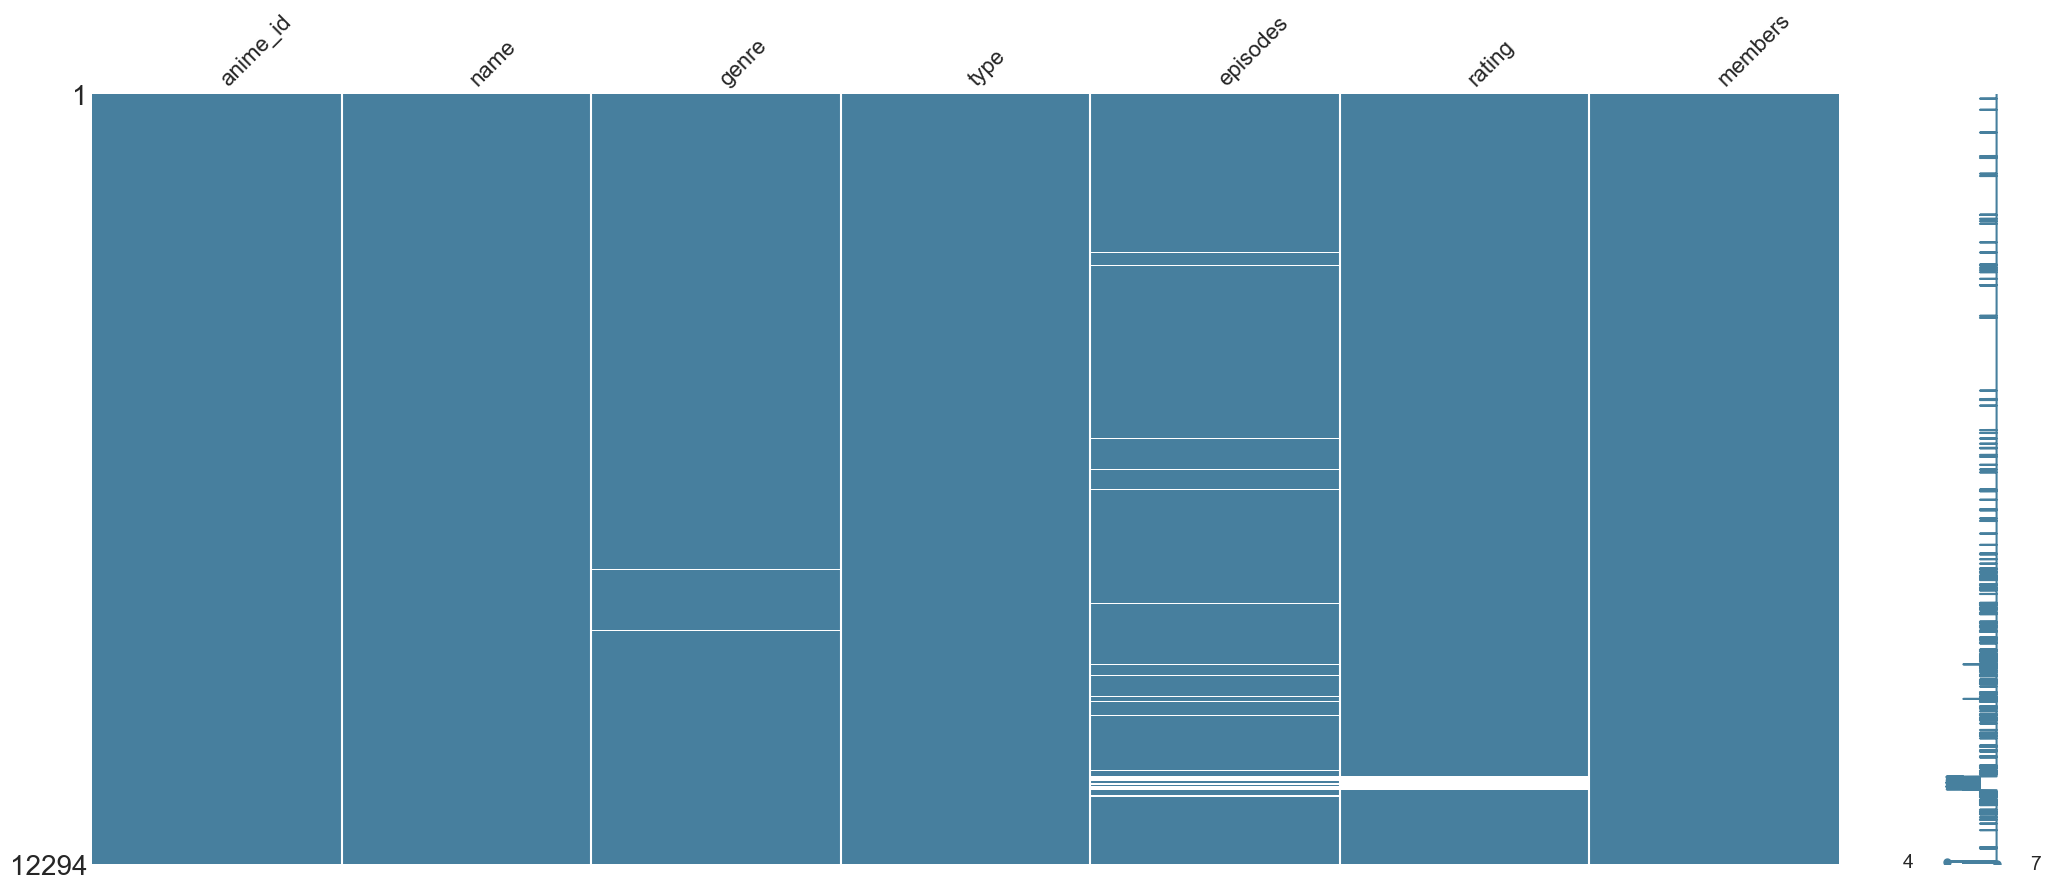 anime_id name genre type episodes rating members
1
12294
4 7